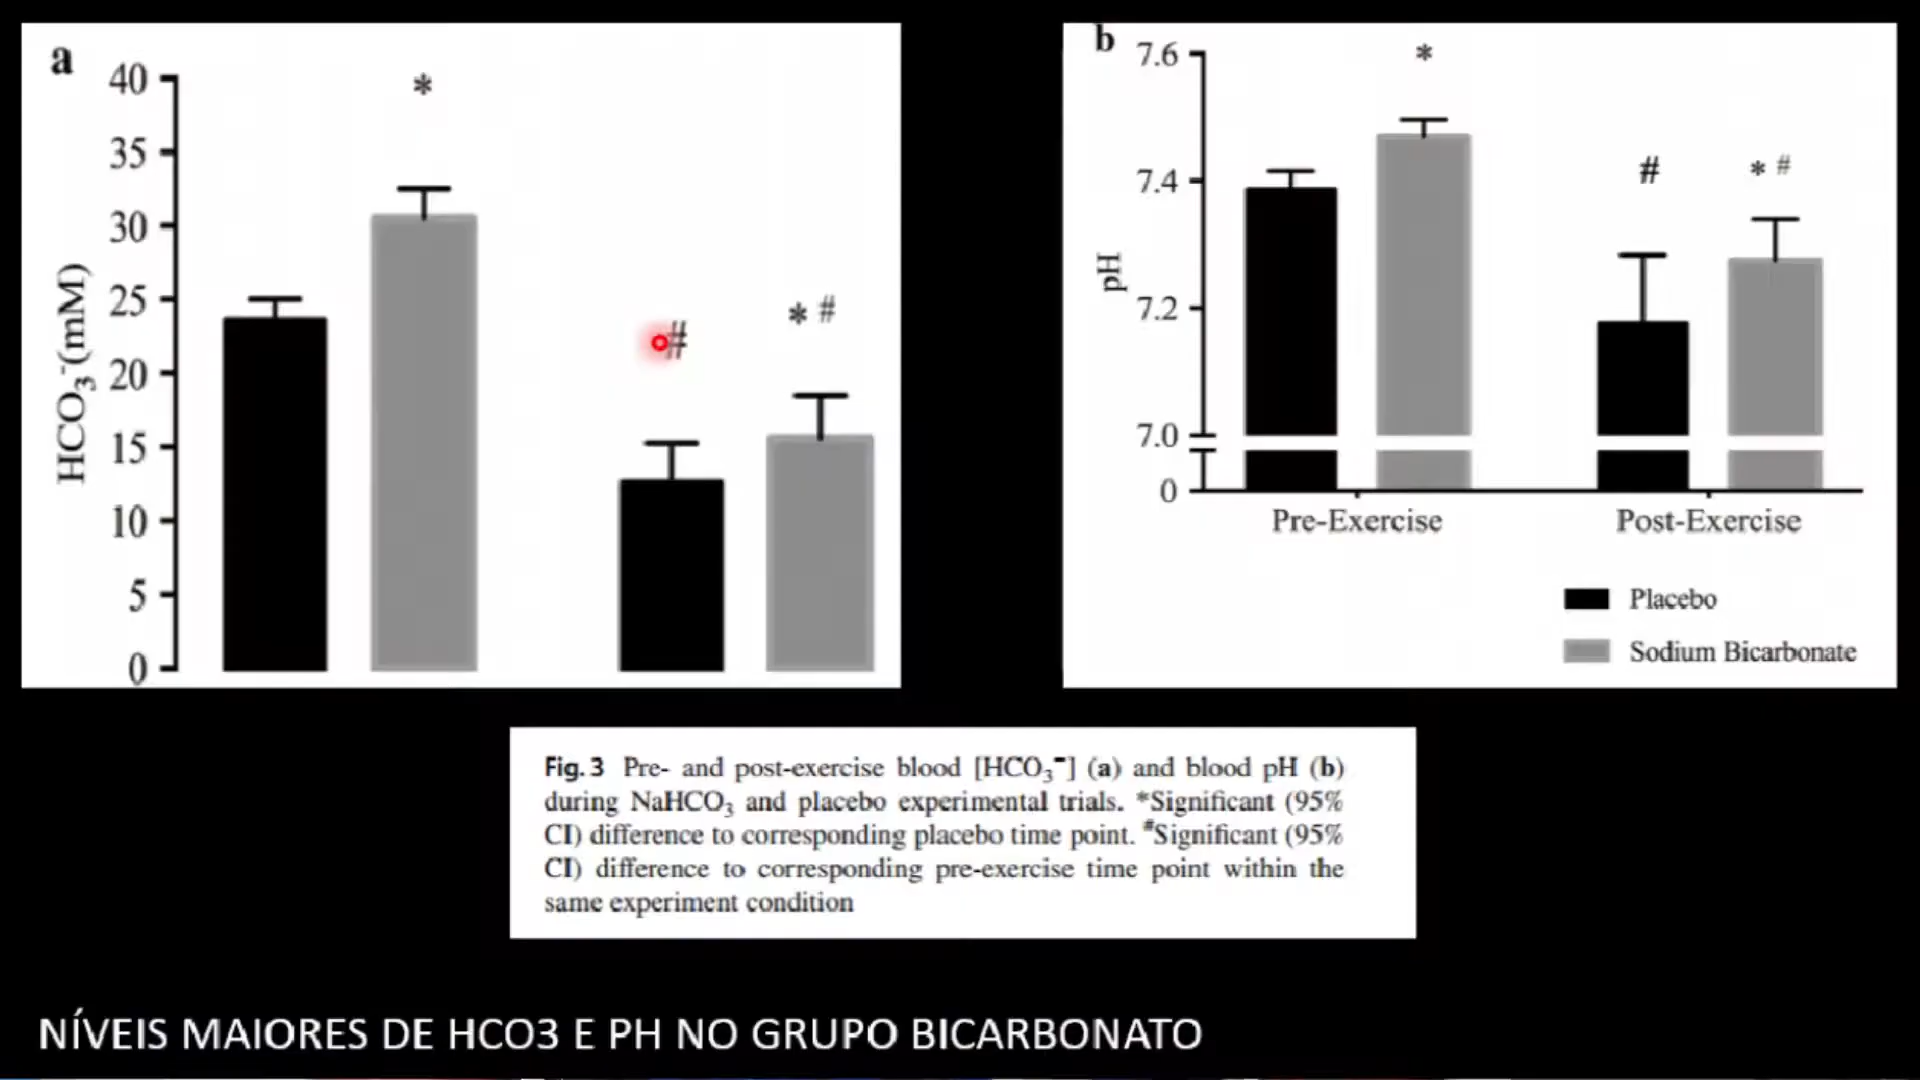 a
40
35
30
25
20
15
10
5
0
HCO₃⁻(mM)
*
#
* #
b
7.6
7.4
7.2
7.0
0
pH
*
#
* #
Pre-Exercise
Post-Exercise
Placebo
Sodium Bicarbonate
Fig. 3 Pre- and post-exercise blood [HCO₃⁻] (a) and blood pH (b)
during NaHCO₃ and placebo experimental trials. *Significant (95%
CI) difference to corresponding placebo time point. #Significant (95%
CI) difference to corresponding pre-exercise time point within the
same experiment condition
NÍVEIS MAIORES DE HCO3 E PH NO GRUPO BICARBONATO